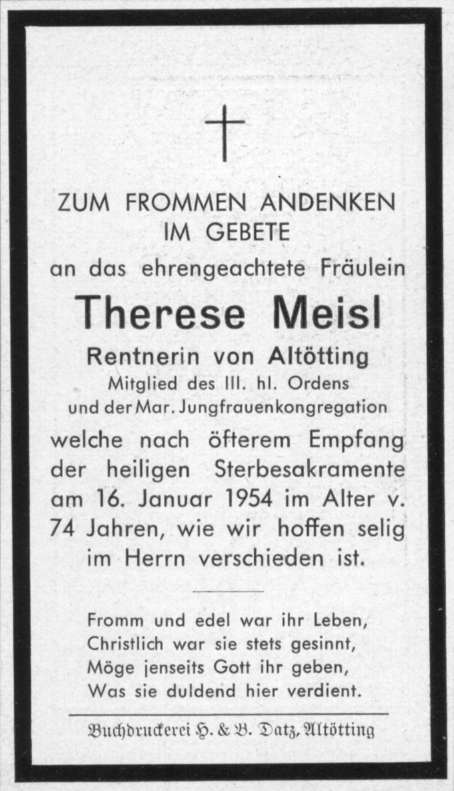 ZUM FROMMEN ANDENKEN
IM GEBETE
an das ehrengeachtete Fräulein
Therese Meisl
Rentnerin von Altötting
Mitglied des III. hl. Ordens
und der Mar. Jungfrauenkongregation
welche nach öfterem Empfang
der heiligen Sterbesakramente
am 16. Januar 1954 im Alter v.
74 Jahren, wie wir hoffen selig
im Herrn verschieden ist.
Fromm und edel war ihr Leben,
Christlich war sie stets gesinnt,
Möge jenseits Gott ihr geben,
Was sie duldend hier verdient.
Buchdruckerei H. & B. Datz, Altötting